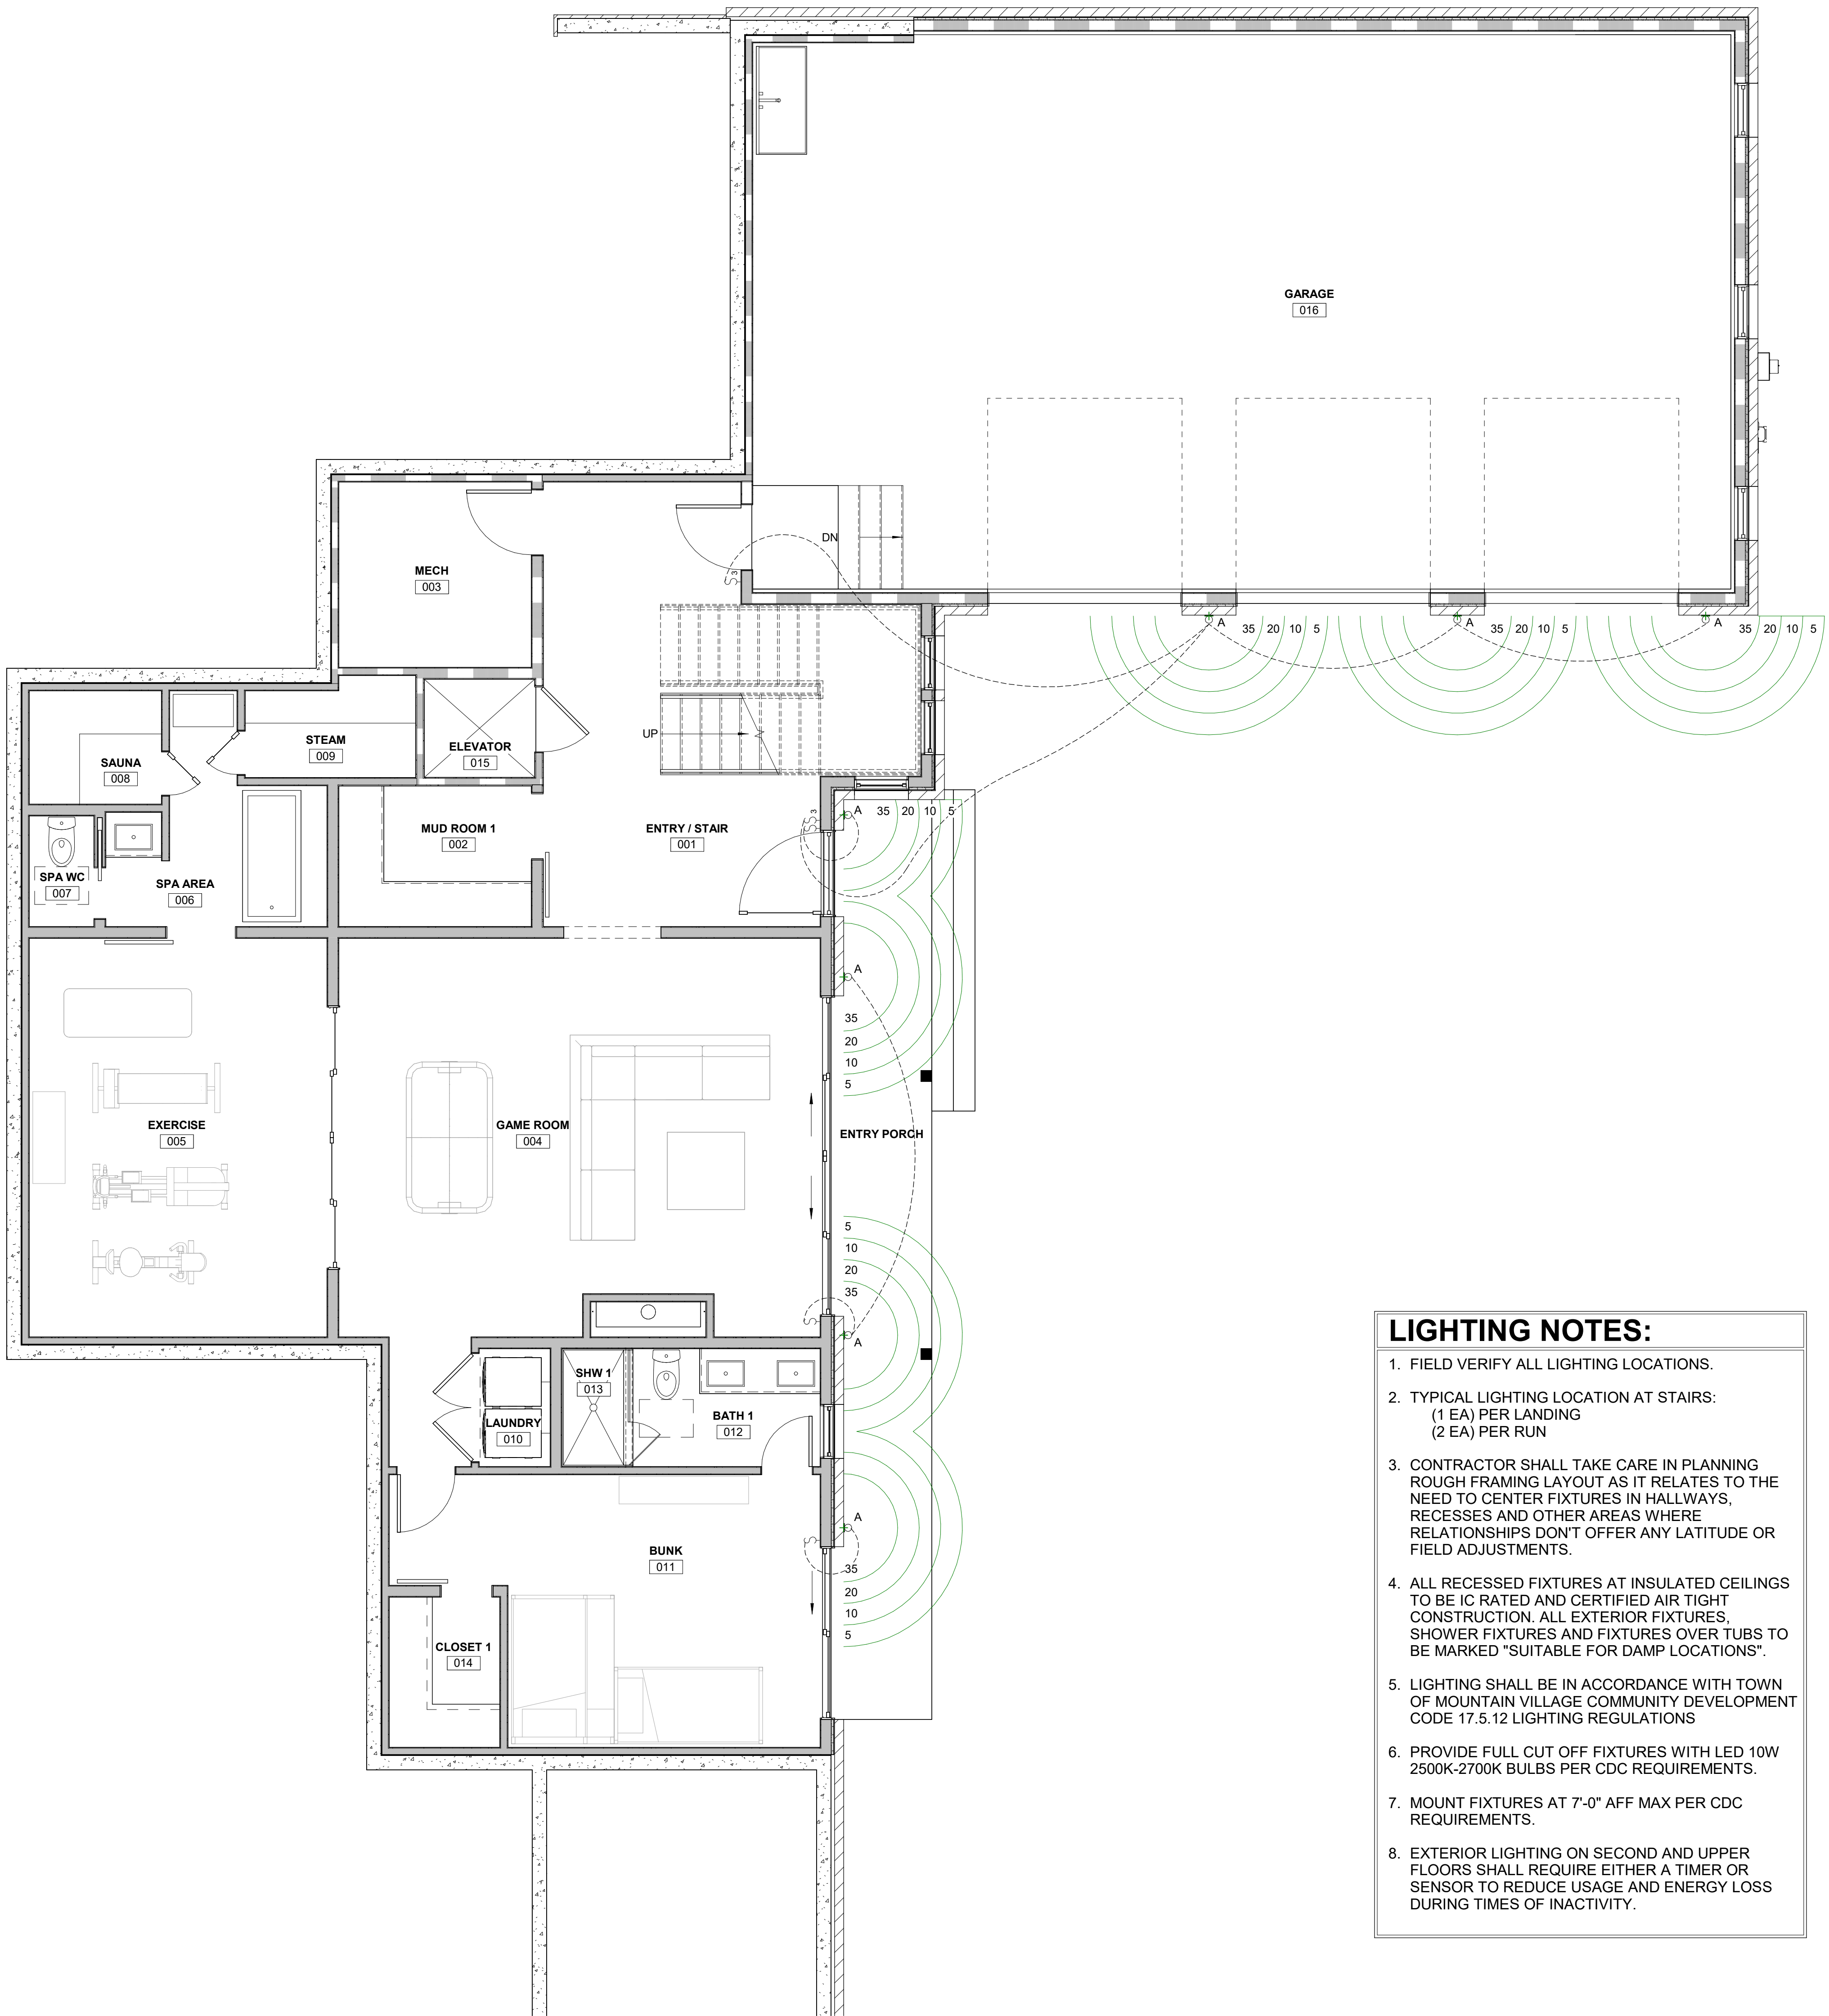 GARAGE
016
DN
MECH
003
A 35 20 10 5
A 35 20 10 5
A 35 20 10 5
UP
STEAM
009
ELEVATOR
015
SAUNA
008
3
3
A 35 20 10 5
MUD ROOM 1
002
ENTRY / STAIR
001
SPA WC
007
SPA AREA
006
A
35
20
10
5
EXERCISE
005
GAME ROOM
004
ENTRY PORCH
5
10
20
35
A
SHW 1
013
LAUNDRY
010
BATH 1
012
A
35
20
10
5
BUNK
011
CLOSET 1
014
LIGHTING NOTES:
1. FIELD VERIFY ALL LIGHTING LOCATIONS.
2. TYPICAL LIGHTING LOCATION AT STAIRS:
(1 EA) PER LANDING
(2 EA) PER RUN
3. CONTRACTOR SHALL TAKE CARE IN PLANNING
ROUGH FRAMING LAYOUT AS IT RELATES TO THE
NEED TO CENTER FIXTURES IN HALLWAYS,
RECESSES AND OTHER AREAS WHERE
RELATIONSHIPS DON'T OFFER ANY LATITUDE OR
FIELD ADJUSTMENTS.
4. ALL RECESSED FIXTURES AT INSULATED CEILINGS
TO BE IC RATED AND CERTIFIED AIR TIGHT
CONSTRUCTION. ALL EXTERIOR FIXTURES,
SHOWER FIXTURES AND FIXTURES OVER TUBS TO
BE MARKED "SUITABLE FOR DAMP LOCATIONS".
5. LIGHTING SHALL BE IN ACCORDANCE WITH TOWN
OF MOUNTAIN VILLAGE COMMUNITY DEVELOPMENT
CODE 17.5.12 LIGHTING REGULATIONS
6. PROVIDE FULL CUT OFF FIXTURES WITH LED 10W
2500K-2700K BULBS PER CDC REQUIREMENTS.
7. MOUNT FIXTURES AT 7'-0" AFF MAX PER CDC
REQUIREMENTS.
8. EXTERIOR LIGHTING ON SECOND AND UPPER
FLOORS SHALL REQUIRE EITHER A TIMER OR
SENSOR TO REDUCE USAGE AND ENERGY LOSS
DURING TIMES OF INACTIVITY.